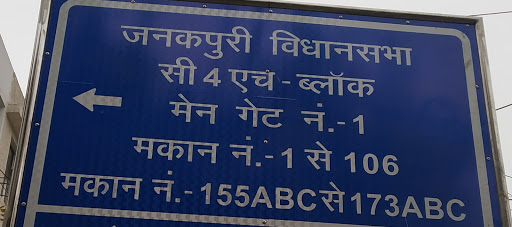 जनकपुरी विधानसभा
सी 4 एच - ब्लॉक
मेन गेट नं.-1
मकान नं.-1 से 106
मकान नं.-155ABC से 173ABC